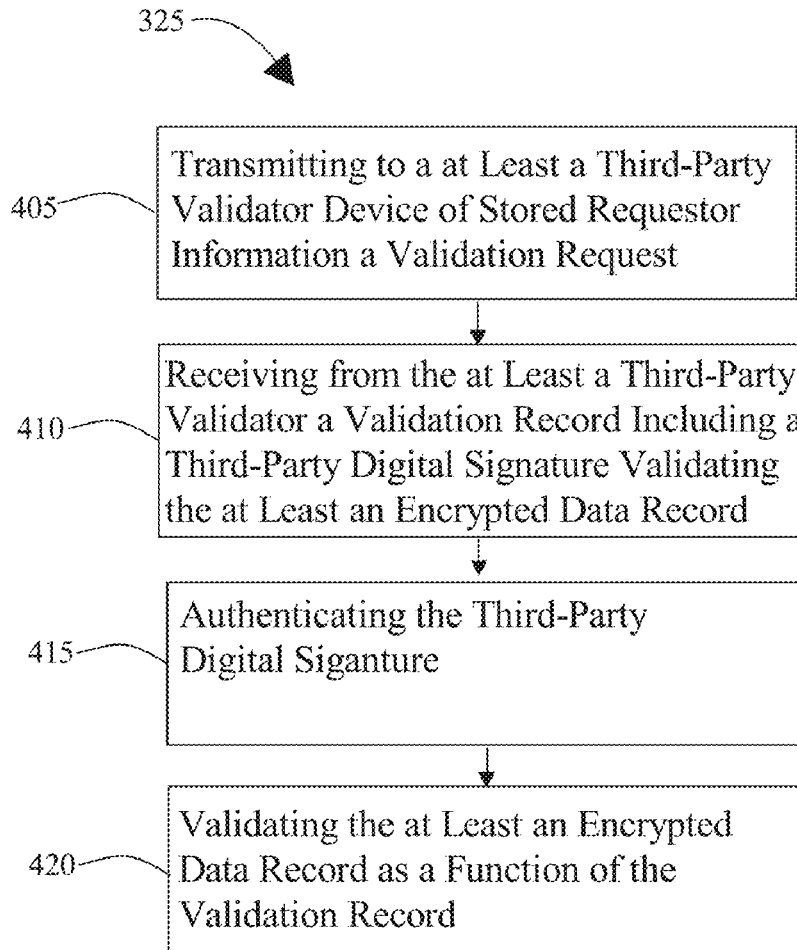 325
405
Transmitting to a at Least a Third-Party
Validator Device of Stored Requestor
Information a Validation Request
410
Receiving from the at Least a Third-Party
Validator a Validation Record Including a
Third-Party Digital Signature Validating
the at Least an Encrypted Data Record
415
Authenticating the Third-Party
Digital Siganture
420
Validating the at Least an Encrypted
Data Record as a Function of the
Validation Record